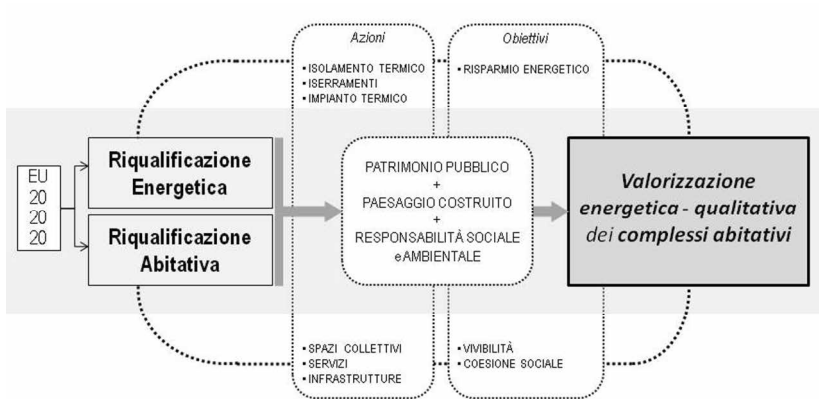 Azioni
Obiettivi
▪ ISOLAMENTO TERMICO
▪ ISERRAMENTI
▪ IMPIANTO TERMICO
▪ RISPARMIO ENERGETICO
EU
20
20
20
Riqualificazione
Energetica
Riqualificazione
Abitativa
PATRIMONIO PUBBLICO
+
PAESAGGIO COSTRUITO
+
RESPONSABILITÀ SOCIALE
eAMBIENTALE
Valorizzazione
energetica - qualitativa
dei complessi abitativi
▪ SPAZI COLLETTIVI
▪ SERVIZI
▪ INFRASTRUTTURE
▪ VIVIBILITÀ
▪ COESIONE SOCIALE